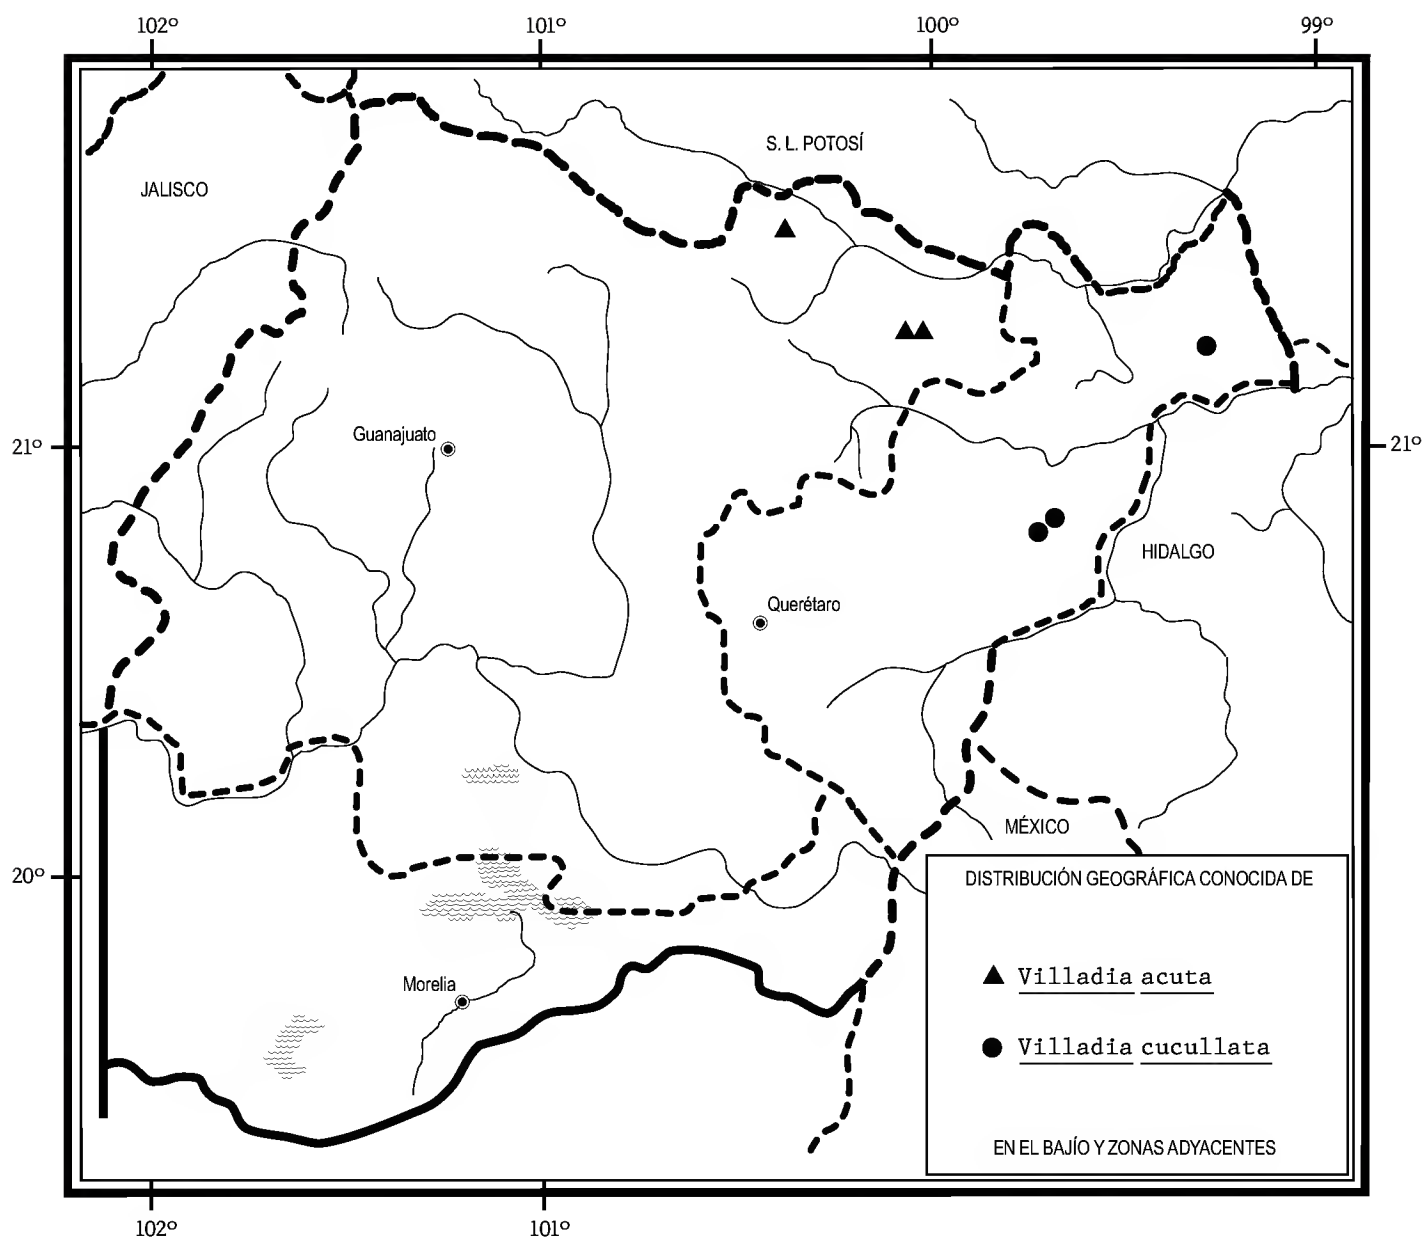 102º 101º 100º 99º
S. L. POTOSÍ
JALISCO
Guanajuato
21º 21º
HIDALGO
Querétaro
MÉXICO
20º
DISTRIBUCIÓN GEOGRÁFICA CONOCIDA DE
Villadia acuta
Morelia
Villadia cucullata
EN EL BAJÍO Y ZONAS ADYACENTES
102º 101º